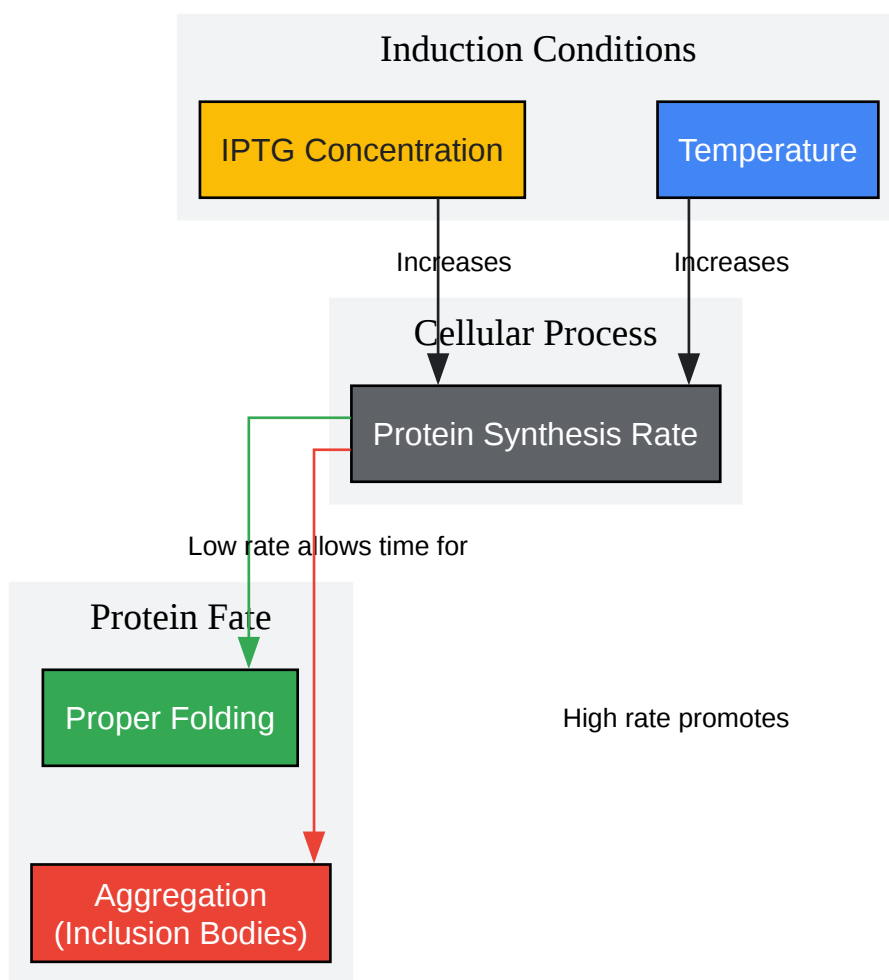 Induction Conditions
IPTG Concentration
Temperature
Increases
Increases
Cellular Process
Protein Synthesis Rate
Low rate allows time for
Protein Fate
Proper Folding
High rate promotes
Aggregation
(Inclusion Bodies)